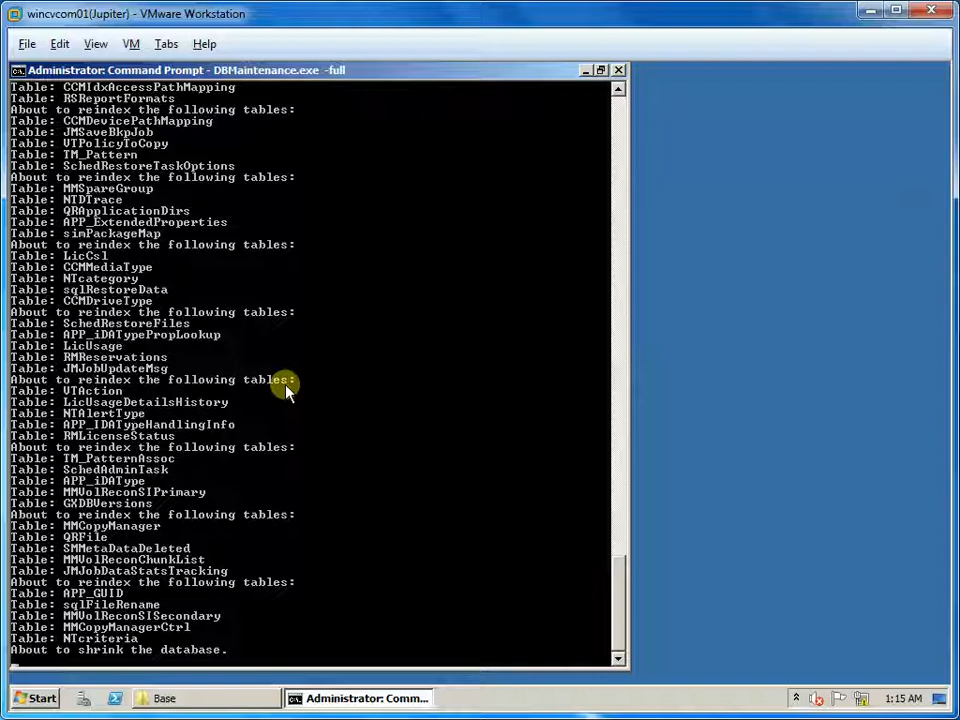 wincvcom01(Jupiter) - VMware Workstation
File Edit View VM Tabs Help
Administrator: Command Prompt - DBMaintenance.exe -full
Table: CCMIdxAccessPathMapping
Table: RSReportFormats
About to reindex the following tables:
Table: CCMDevicePathMapping
Table: JMSaveBkpJob
Table: VTPolicyToCopy
Table: TM_Pattern
Table: SchedRestoreTaskOptions
About to reindex the following tables:
Table: MMSpareGroup
Table: NTDTrace
Table: QRApplicationDirs
Table: APP_ExtendedProperties
Table: simPackageMap
About to reindex the following tables:
Table: LicCsl
Table: CCMMediaType
Table: NTcategory
Table: sqlRestoreData
Table: CCMDriveType
About to reindex the following tables:
Table: SchedRestoreFiles
Table: APP_iDATypePropLookup
Table: LicUsage
Table: RMReservations
Table: JMJobUpdateMsg
About to reindex the following tables:
Table: VTAction
Table: LicUsageDetailsHistory
Table: NTAlertType
Table: APP_IDATypeHandlingInfo
Table: RMLicenseStatus
About to reindex the following tables:
Table: TM_PatternAssoc
Table: SchedAdminTask
Table: APP_iDAType
Table: MMVolReconSIPrimary
Table: GXDBVersions
About to reindex the following tables:
Table: MMCopyManager
Table: QRFile
Table: SMMetaDataDeleted
Table: MMVolReconChunkList
Table: JMJobDataStatsTracking
About to reindex the following tables:
Table: APP_GUID
Table: sqlFileRename
Table: MMVolReconSISecondary
Table: MMCopyManagerCtrl
Table: NTcriteria
About to shrink the database.
Start Base Administrator: Comm... 1:15 AM